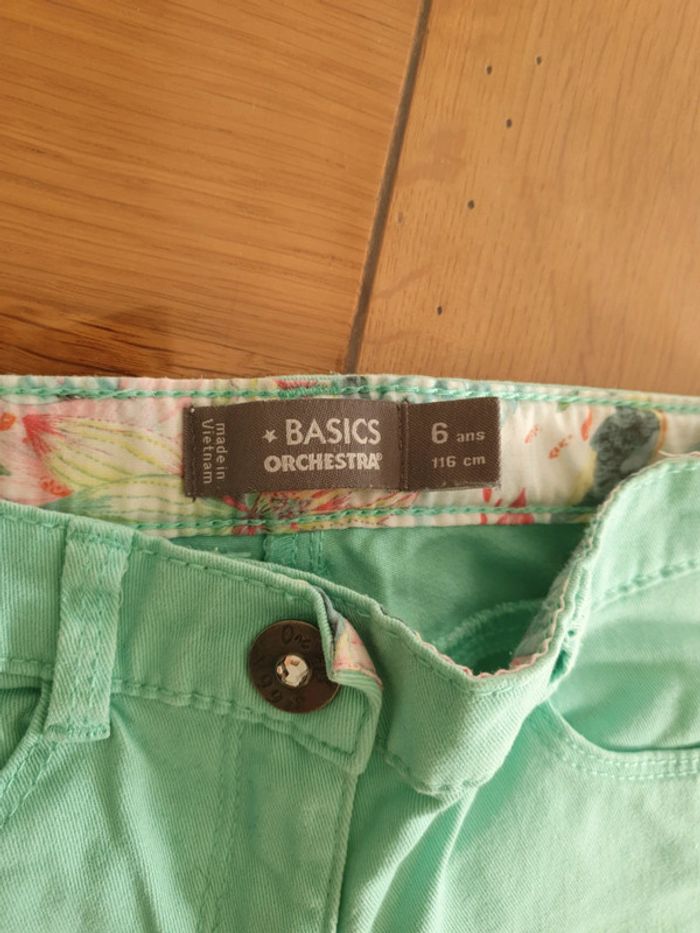 made in
Vietnam
BASICS
ORCHESTRA®
6 ans
116 cm